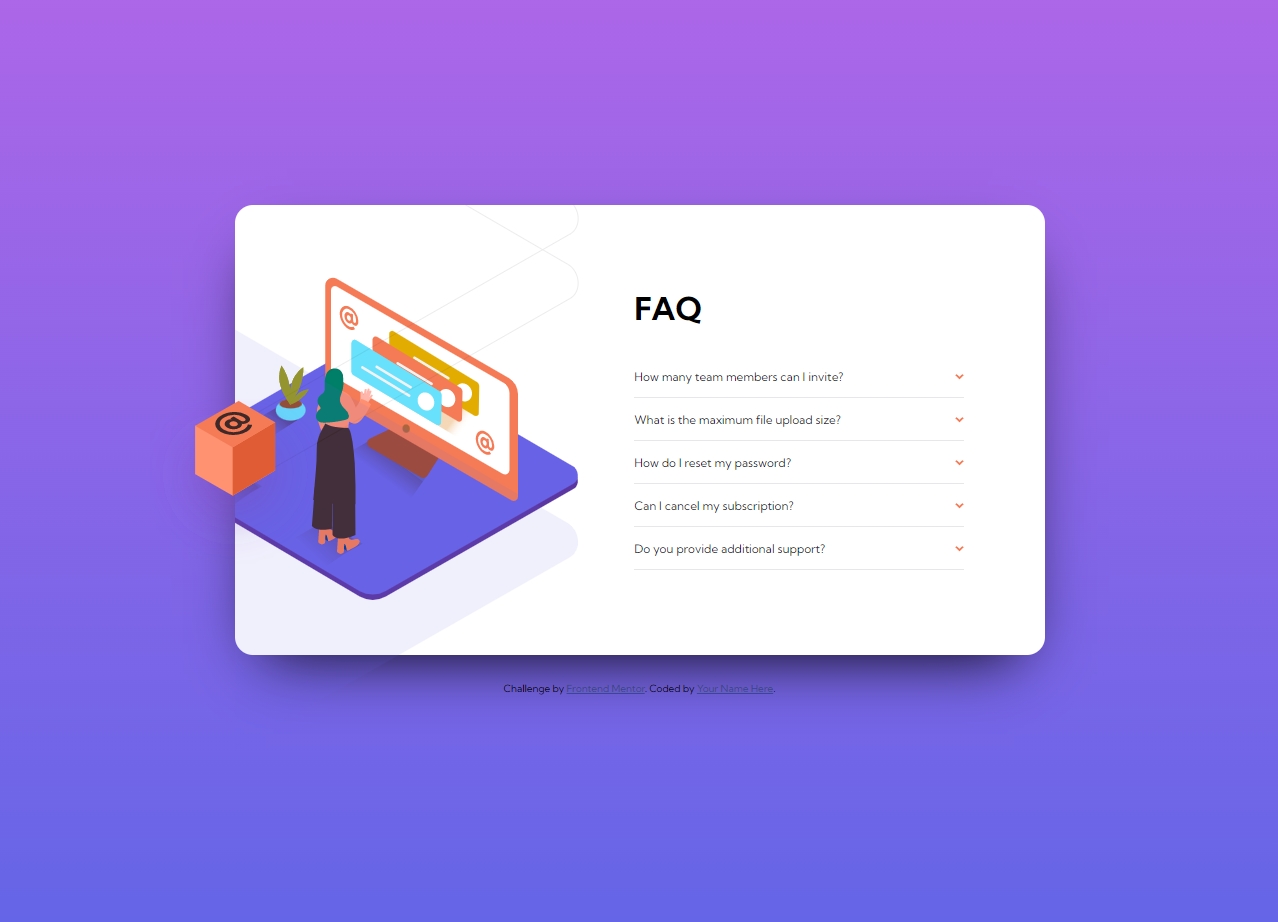 @
@
@
FAQ
How many team members can I invite?
What is the maximum file upload size?
How do I reset my password?
Can I cancel my subscription?
Do you provide additional support?
Challenge by Frontend Mentor. Coded by Your Name Here.